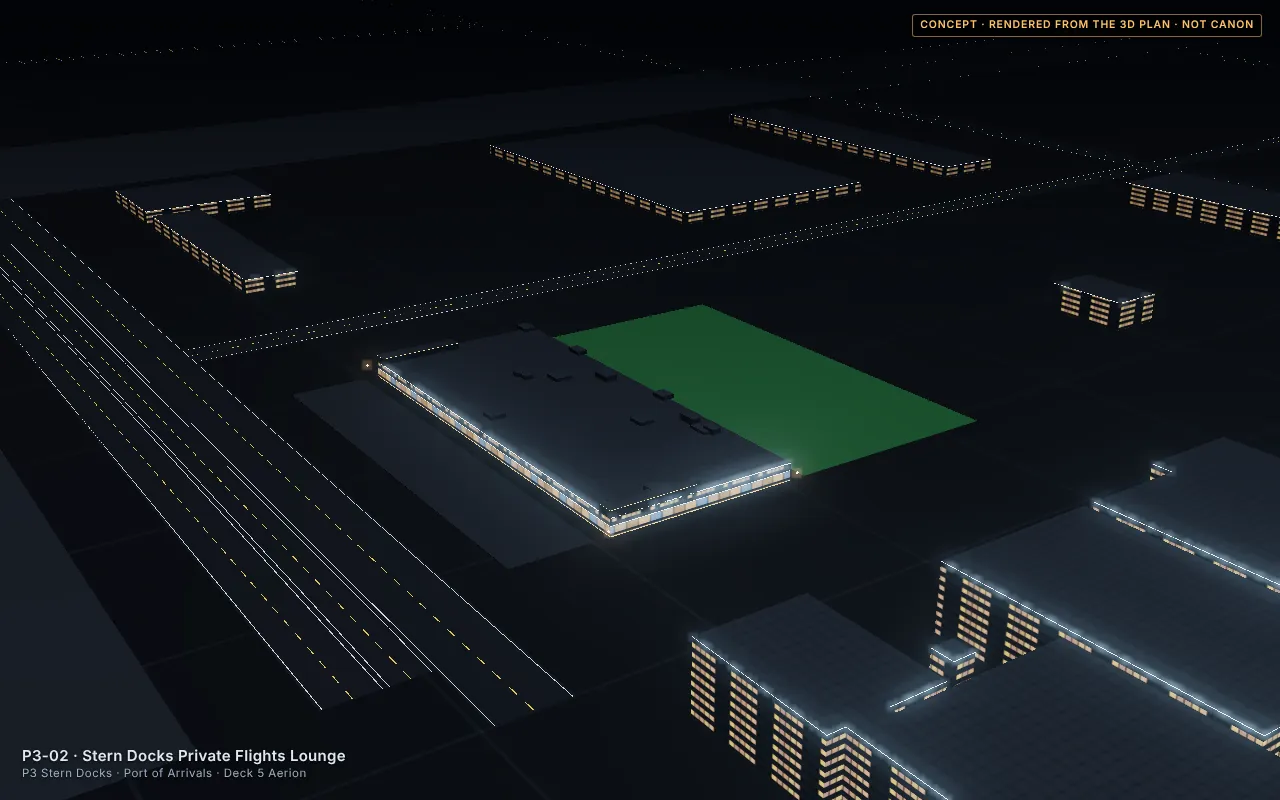 CONCEPT · RENDERED FROM THE 3D PLAN · NOT CANON
P3-02 · Stern Docks Private Flights Lounge
P3 Stern Docks · Port of Arrivals · Deck 5 Aerion